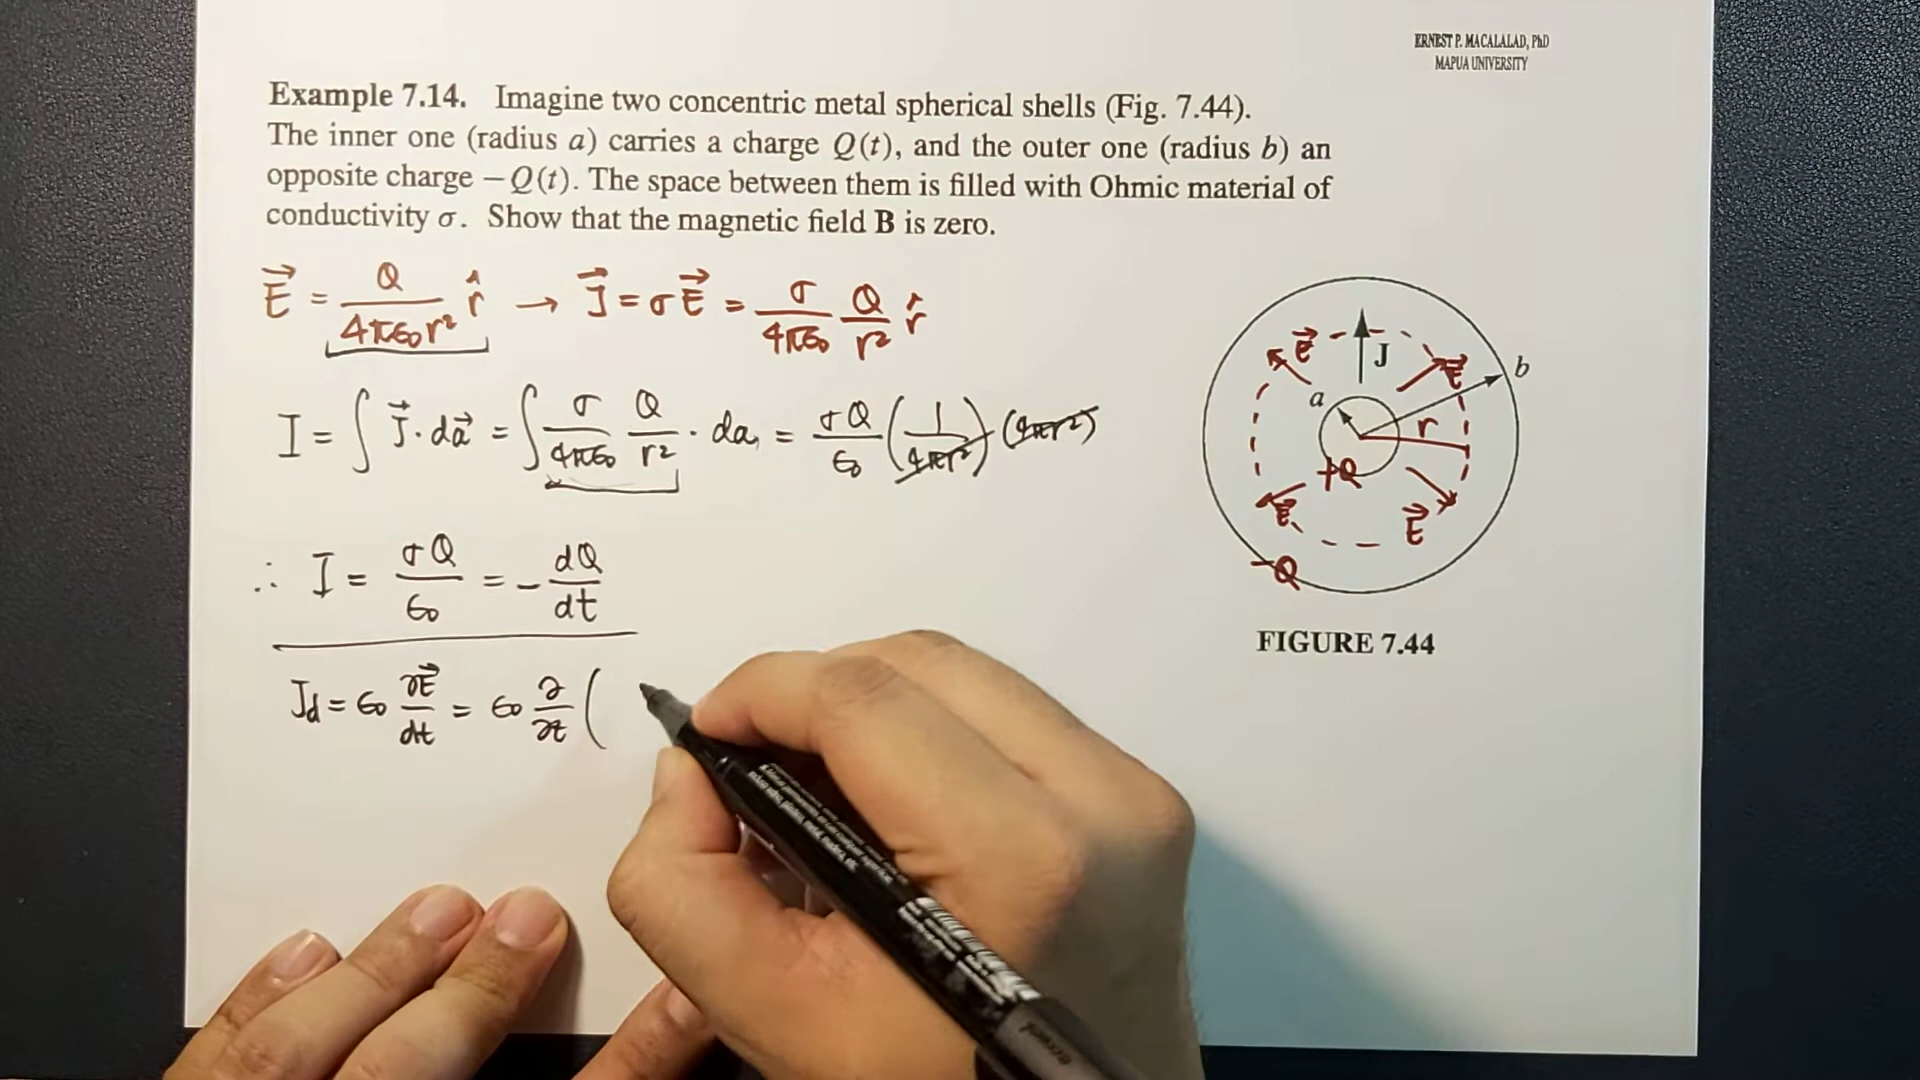 ERNEST P. MACALALAD, PhD
MAPUA UNIVERSITY
Example 7.14. Imagine two concentric metal spherical shells (Fig. 7.44).
The inner one (radius a) carries a charge Q(t), and the outer one (radius b) an
opposite charge −Q(t). The space between them is filled with Ohmic material of
conductivity σ. Show that the magnetic field B is zero.
E⃗ = Q / 4πε₀r² r̂ → J⃗ = σE⃗ = σ / 4πε₀ Q / r² r̂
I = ∫ J⃗ · da⃗ = ∫ σ / 4πε₀ Q / r² · da, = σQ / ε₀ (1 / 4πr²) (4πr²)
∴ I = σQ / ε₀ = − dQ / dt
J_d = ε₀ ∂E⃗ / dt = ε₀ ∂ / ∂t (
E⃗
J
E⃗
b
a
r
+Q
E⃗
E⃗
−Q
FIGURE 7.44